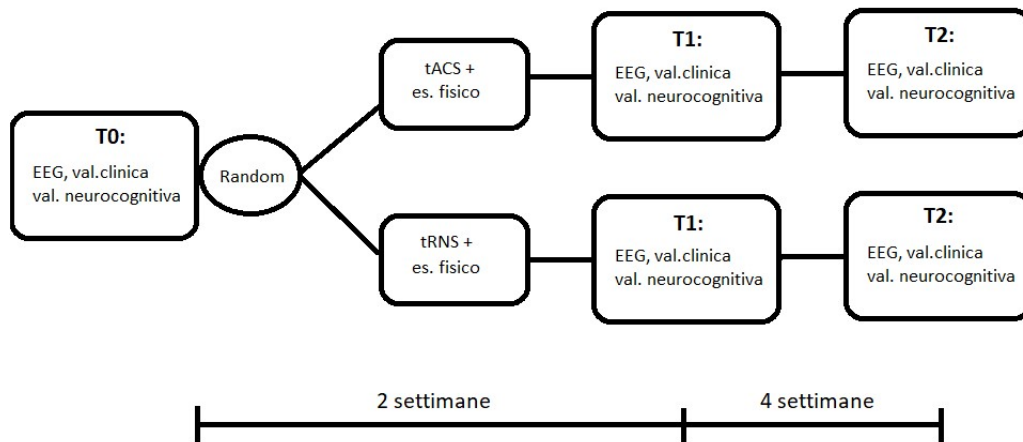 T0:
EEG, val.clinica
val. neurocognitiva
Random
tACS +
es. fisico
T1:
EEG, val.clinica
val. neurocognitiva
T2:
EEG, val.clinica
val. neurocognitiva
tRNS +
es. fisico
T1:
EEG, val.clinica
val. neurocognitiva
T2:
EEG, val.clinica
val. neurocognitiva
2 settimane
4 settimane